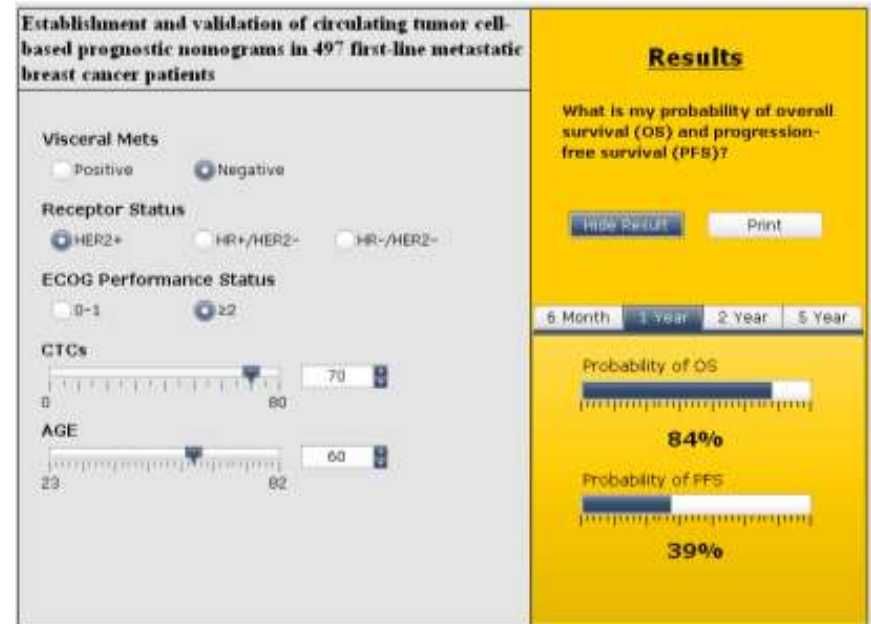 Establishment and validation of circulating tumor cell-
based prognostic nomograms in 497 first-line metastatic
breast cancer patients
Visceral Mets
Positive
Negative
Receptor Status
HER2+
HR+/HER2-
HR-/HER2-
ECOG Performance Status
0-1
≥2
CTCs
70
0
80
AGE
60
23
82
Results
What is my probability of overall
survival (OS) and progression-
free survival (PFS)?
Hide Result
Print
6 Month
1 Year
2 Year
5 Year
Probability of OS
84%
Probability of PFS
39%